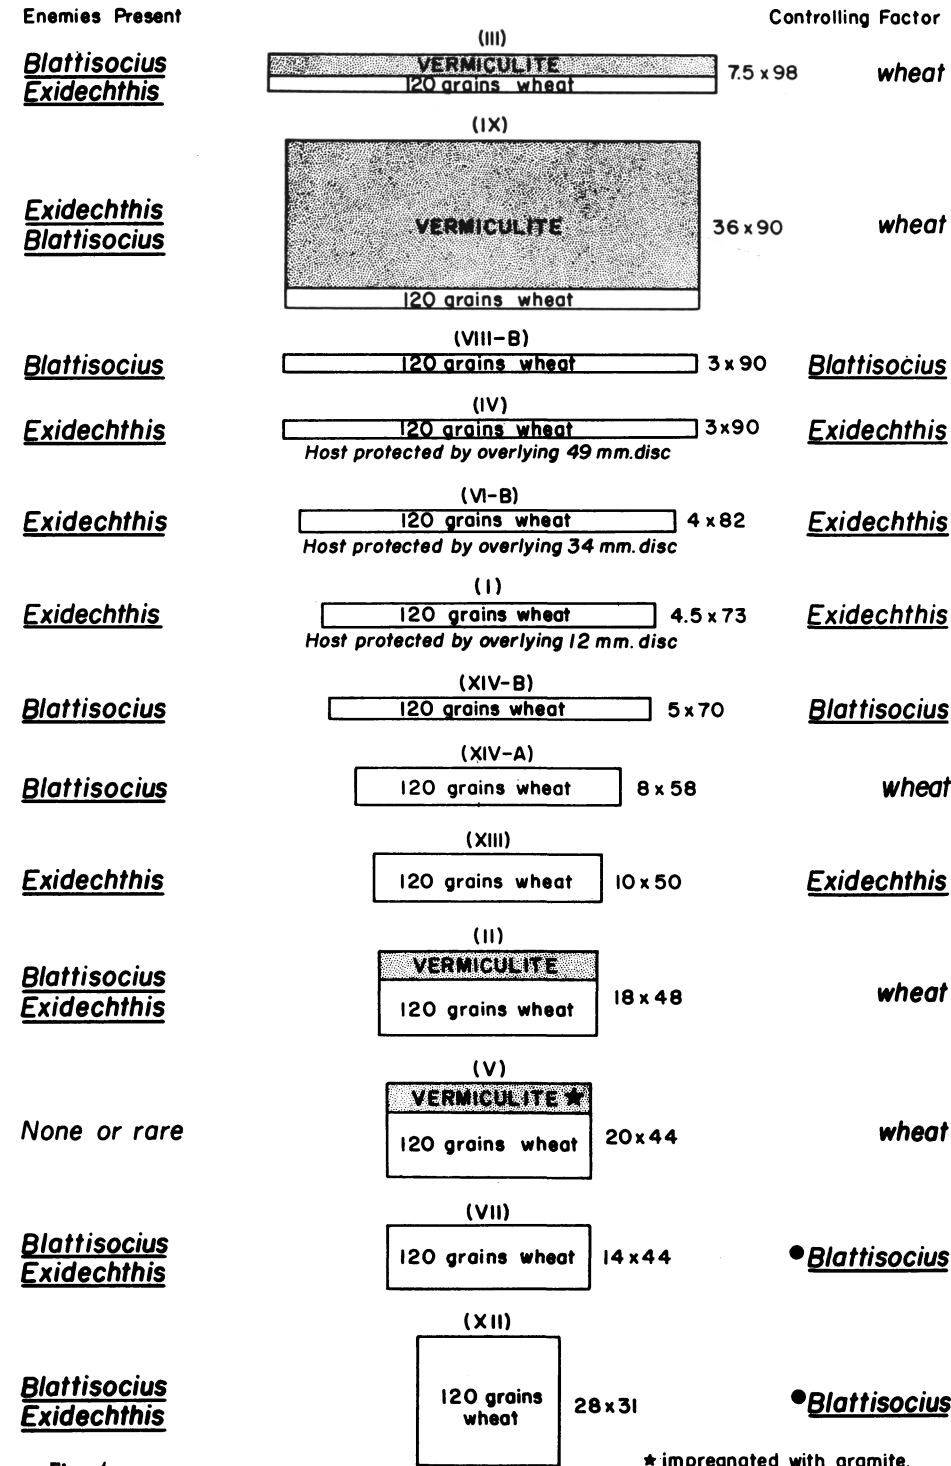 Enemies Present Controlling Factor
(III)
Blattisocius VERMICULITE 7.5 x 98 wheat
Exidechthis 120 grains wheat
(IX)
Exidechthis VERMICULITE 36 x 90 wheat
Blattisocius
120 grains wheat
(VIII-B)
Blattisocius 120 grains wheat 3 x 90 Blattisocius
(IV)
Exidechthis 120 grains wheat 3x90 Exidechthis
Host protected by overlying 49 mm.disc
(VI-B)
Exidechthis 120 grains wheat 4 x 82 Exidechthis
Host protected by overlying 34 mm.disc
(I)
Exidechthis 120 grains wheat 4.5 x 73 Exidechthis
Host protected by overlying 12 mm. disc
(XIV-B)
Blattisocius 120 grains wheat 5 x 70 Blattisocius
(XIV-A)
Blattisocius 120 grains wheat 8 x 58 wheat
(XIII)
Exidechthis 120 grains wheat 10 x 50 Exidechthis
(II)
Blattisocius VERMICULITE
Exidechthis 120 grains wheat 18 x 48 wheat
(V)
VERMICULITE ★
None or rare 120 grains wheat 20x44 wheat
(VII)
Blattisocius 120 grains wheat 14 x 44 ●Blattisocius
Exidechthis
(XII)
Blattisocius 120 grains 28x31 ●Blattisocius
Exidechthis wheat
★ impregnated with aramite.